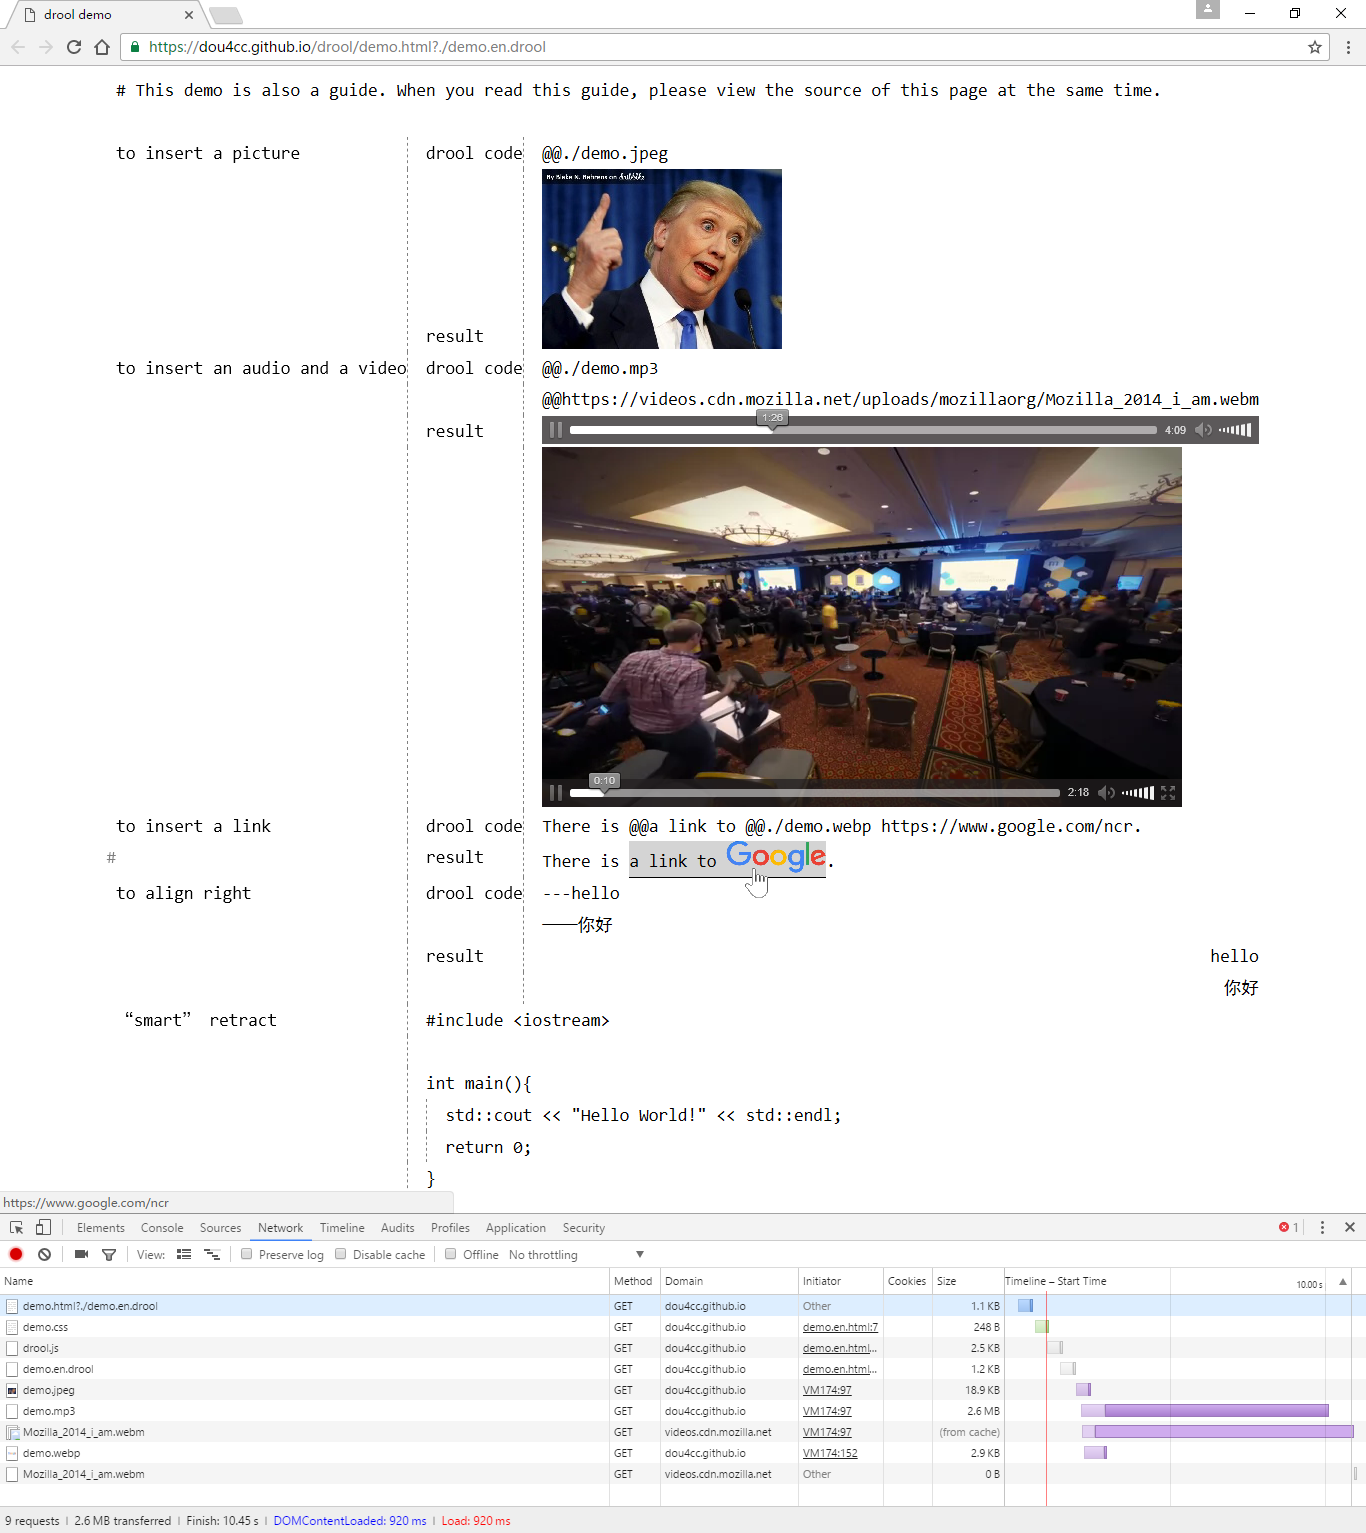 drool demo
https://dou4cc.github.io/drool/demo.html?./demo.en.drool
# This demo is also a guide. When you read this guide, please view the source of this page at the same time.
to insert a picture drool code @@./demo.jpeg
By Blake N. Behrens on dribbble
result
to insert an audio and a video drool code @@./demo.mp3
@@https://videos.cdn.mozilla.net/uploads/mozillaorg/Mozilla_2014_i_am.webm
result 1:26 4:09
0:10 2:18
to insert a link drool code There is @@a link to @@./demo.webp https://www.google.com/ncr.
# result There is a link to Google.
to align right drool code ---hello
——你好
result hello
你好
“smart” retract #include <iostream>
int main(){
std::cout << "Hello World!" << std::endl;
return 0;
}
https://www.google.com/ncr
Elements Console Sources Network Timeline Audits Profiles Application Security 1
View: Preserve log Disable cache Offline No throttling
Name Method Domain Initiator Cookies Size Timeline – Start Time 10.00 s
demo.html?./demo.en.drool GET dou4cc.github.io Other 1.1 KB
demo.css GET dou4cc.github.io demo.en.html:7 248 B
drool.js GET dou4cc.github.io demo.en.html... 2.5 KB
demo.en.drool GET dou4cc.github.io demo.en.html... 1.2 KB
demo.jpeg GET dou4cc.github.io VM174:97 18.9 KB
demo.mp3 GET dou4cc.github.io VM174:97 2.6 MB
Mozilla_2014_i_am.webm GET videos.cdn.mozilla.net VM174:97 (from cache)
demo.webp GET dou4cc.github.io VM174:152 2.9 KB
Mozilla_2014_i_am.webm GET videos.cdn.mozilla.net Other 0 B
9 requests | 2.6 MB transferred | Finish: 10.45 s | DOMContentLoaded: 920 ms | Load: 920 ms